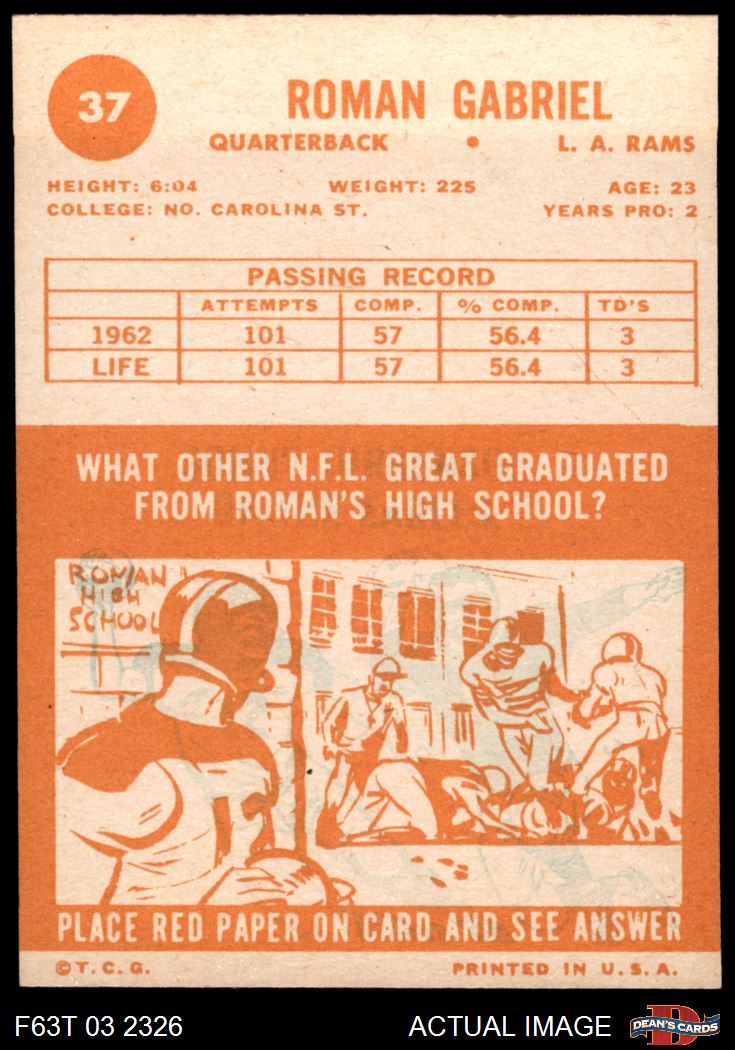 37
ROMAN GABRIEL
QUARTERBACK • L. A. RAMS
HEIGHT: 6:04 WEIGHT: 225 AGE: 23
COLLEGE: NO. CAROLINA ST. YEARS PRO: 2
PASSING RECORD
ATTEMPTS COMP. % COMP. TD'S
1962 101 57 56.4 3
LIFE 101 57 56.4 3
WHAT OTHER N.F.L. GREAT GRADUATED
FROM ROMAN'S HIGH SCHOOL?
ROMAN
HIGH
SCHOOL
PLACE RED PAPER ON CARD AND SEE ANSWER
©T.C.G. PRINTED IN U.S.A.
F63T 03 2326 ACTUAL IMAGE D DEAN'S CARDS